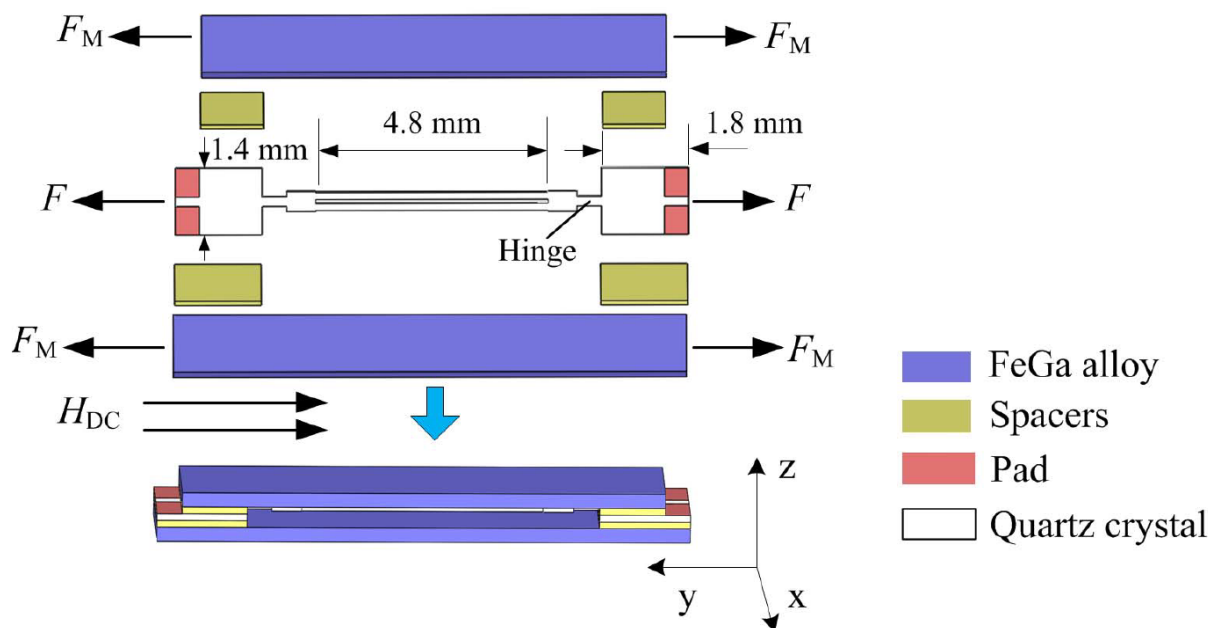 F_M F_M
4.8 mm
1.8 mm
1.4 mm
F F
Hinge
F_M F_M
H_DC
FeGa alloy
Spacers
Pad
Quartz crystal
z
y
x